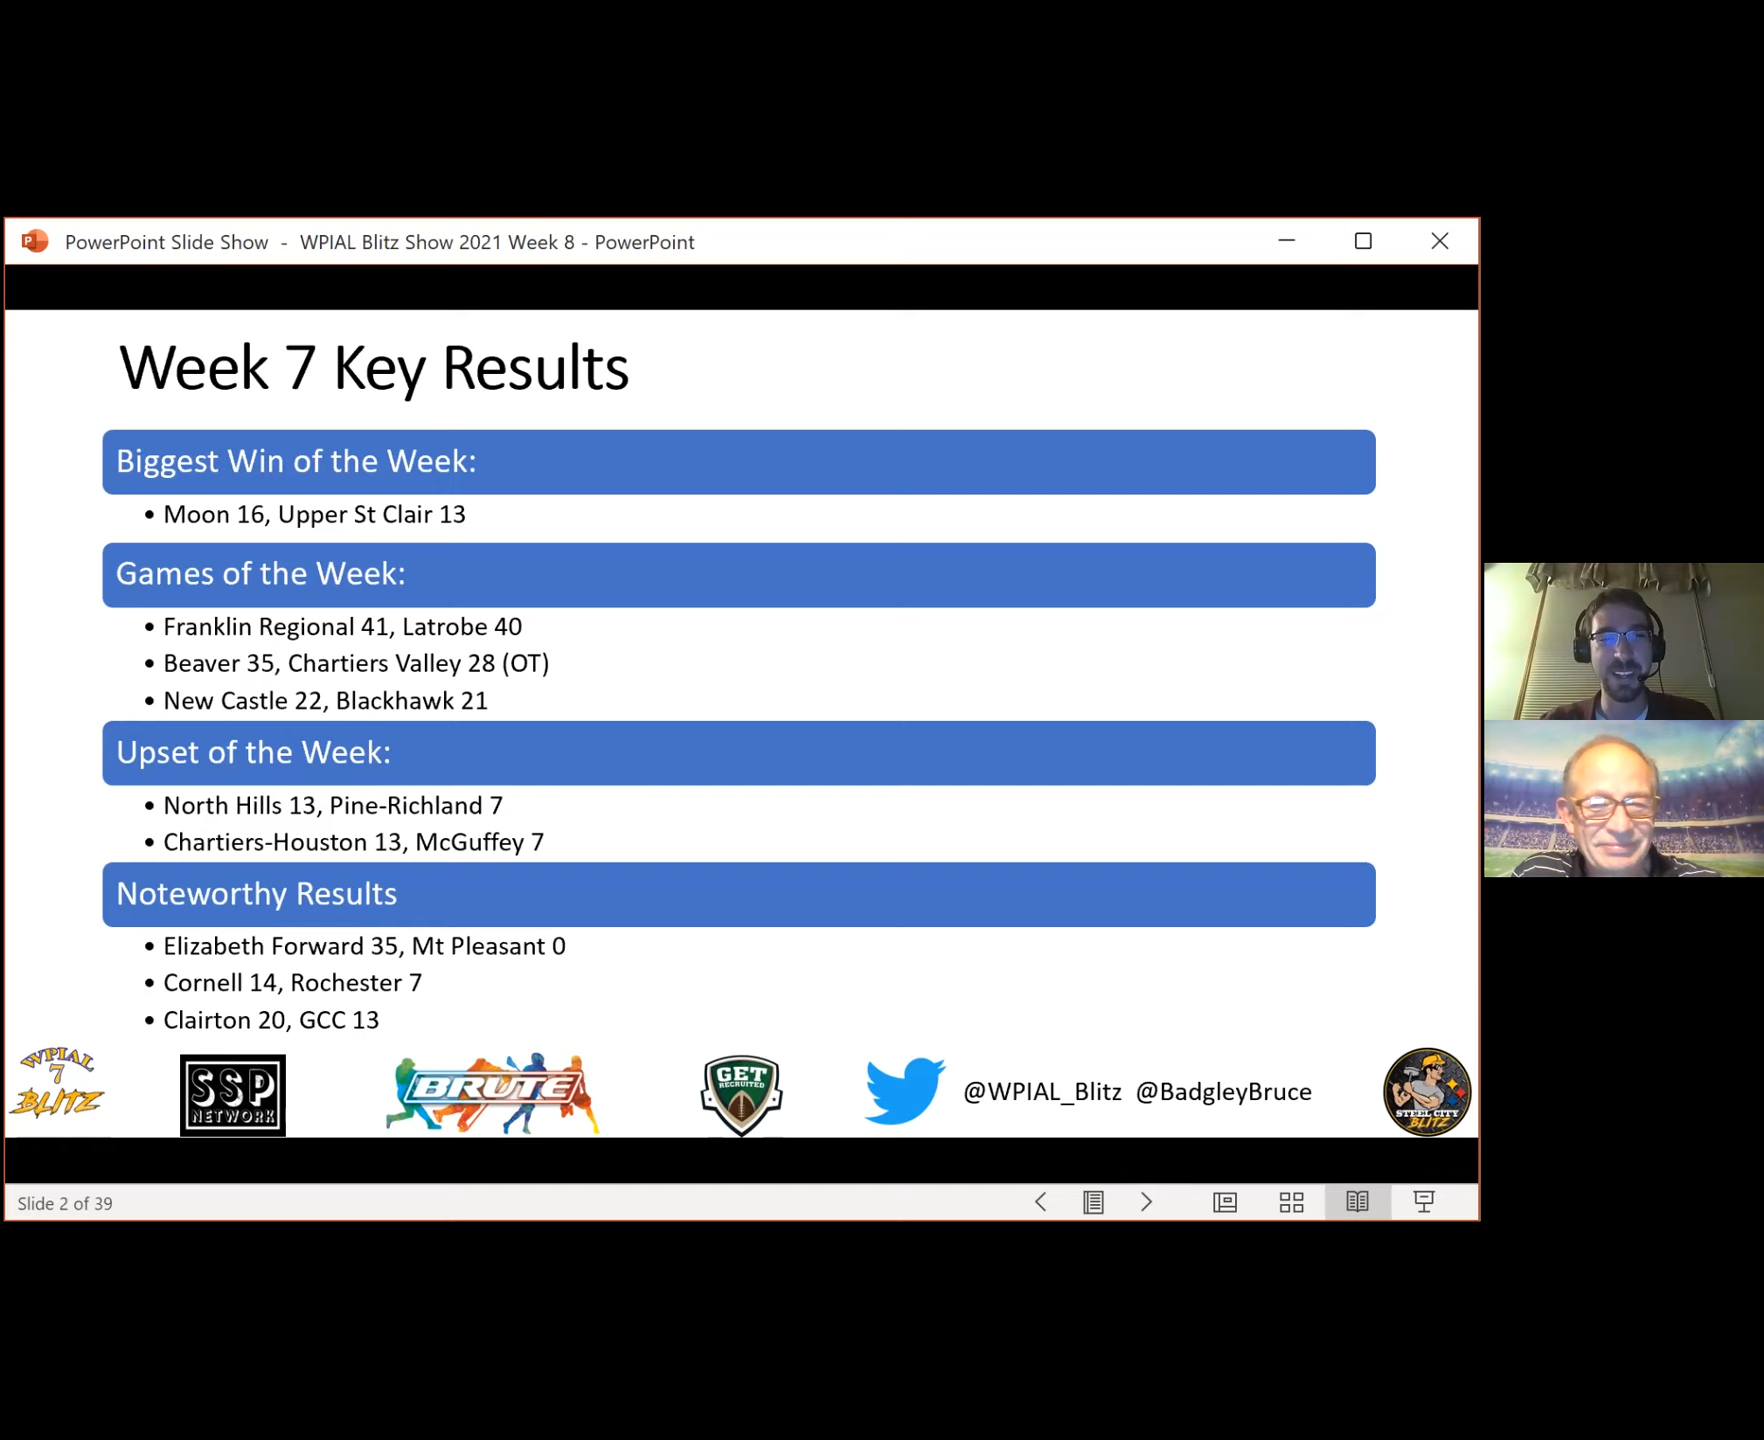 PowerPoint Slide Show - WPIAL Blitz Show 2021 Week 8 - PowerPoint
Week 7 Key Results
Biggest Win of the Week:
• Moon 16, Upper St Clair 13
Games of the Week:
• Franklin Regional 41, Latrobe 40
• Beaver 35, Chartiers Valley 28 (OT)
• New Castle 22, Blackhawk 21
Upset of the Week:
• North Hills 13, Pine-Richland 7
• Chartiers-Houston 13, McGuffey 7
Noteworthy Results
• Elizabeth Forward 35, Mt Pleasant 0
• Cornell 14, Rochester 7
• Clairton 20, GCC 13
WPIAL
7
BLITZ
SSP
NETWORK
BRUTE
GET
RECRUITED
@WPIAL_Blitz @BadgleyBruce
STEEL CITY
BLITZ
Slide 2 of 39